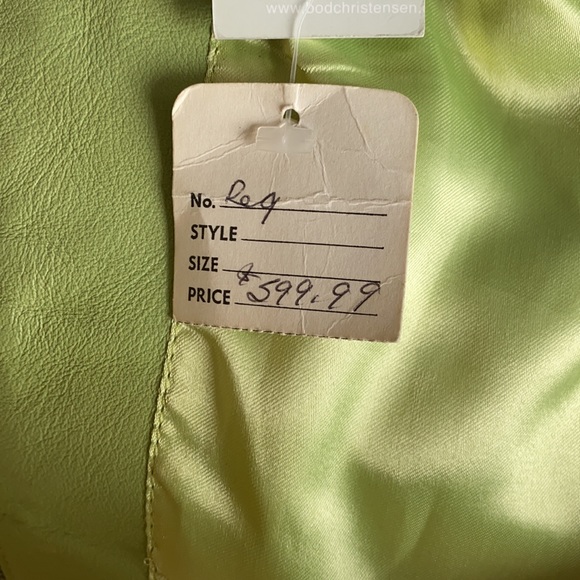 www.bodchristensen.
No. Reg
STYLE
SIZE
PRICE $599.99